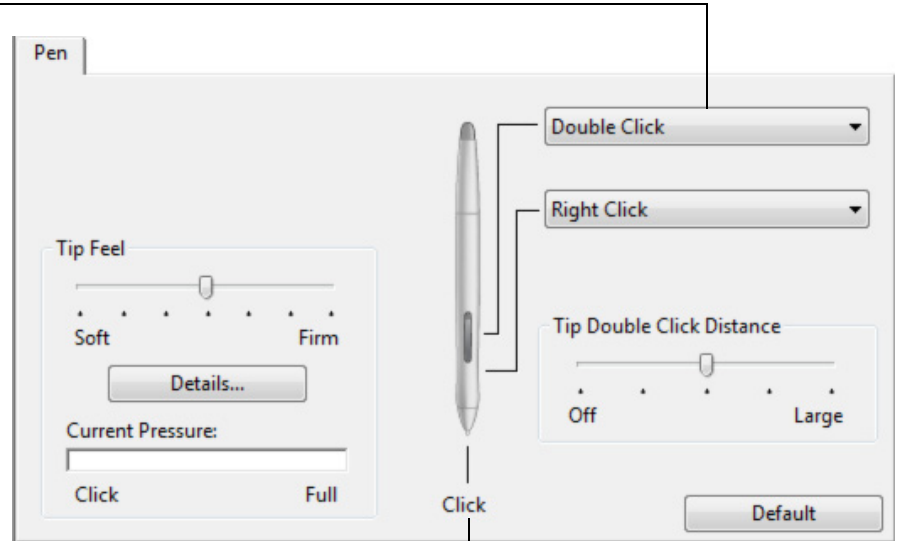 Pen
Double Click
Right Click
Tip Feel
Soft Firm
Details...
Current Pressure:
Click Full
Click
Tip Double Click Distance
Off Large
Default